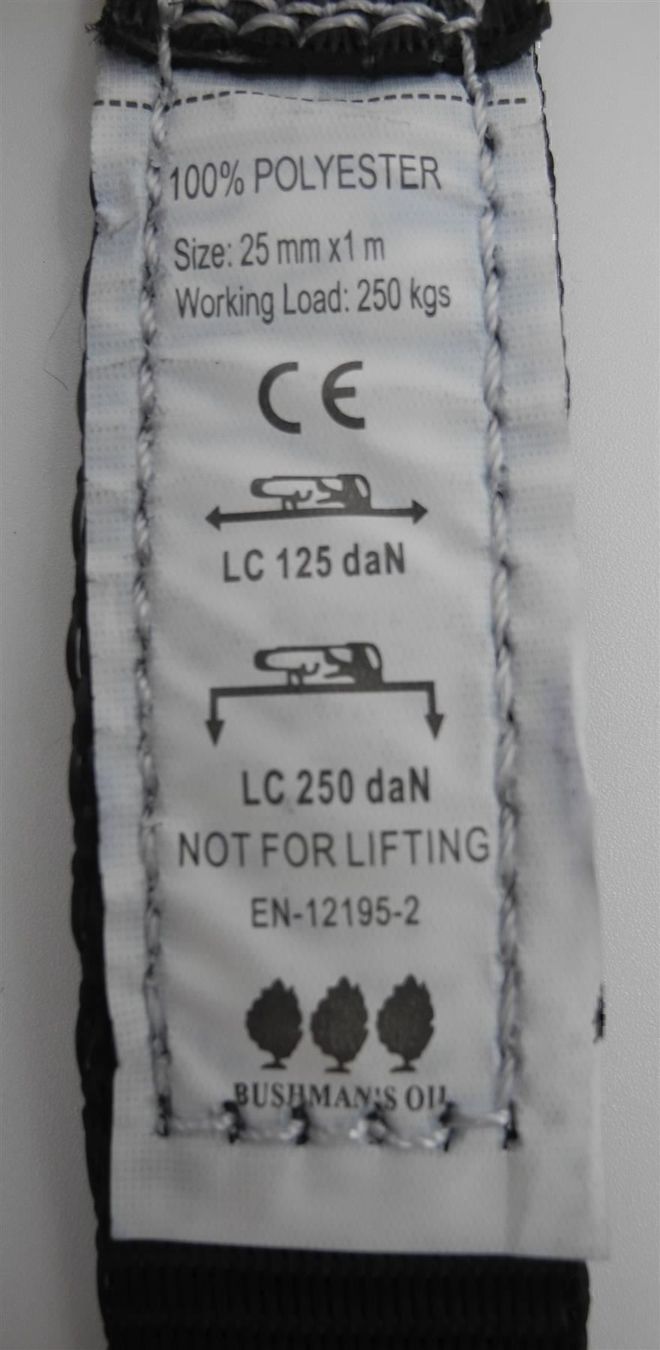 100% POLYESTER
Size: 25 mm x1 m
Working Load: 250 kgs
CE
LC 125 daN
LC 250 daN
NOT FOR LIFTING
EN-12195-2
BUSHMAN'S OIL